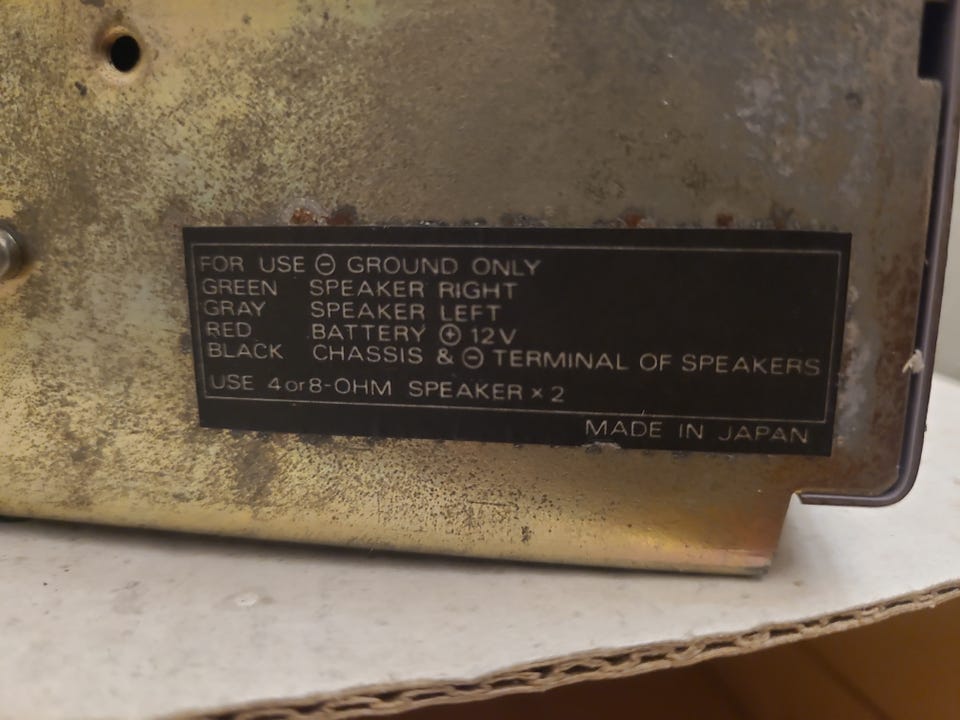 FOR USE ⊖ GROUND ONLY
GREEN SPEAKER RIGHT
GRAY SPEAKER LEFT
RED BATTERY ⊕ 12V
BLACK CHASSIS & ⊖ TERMINAL OF SPEAKERS
USE 4 or 8-OHM SPEAKER × 2
MADE IN JAPAN